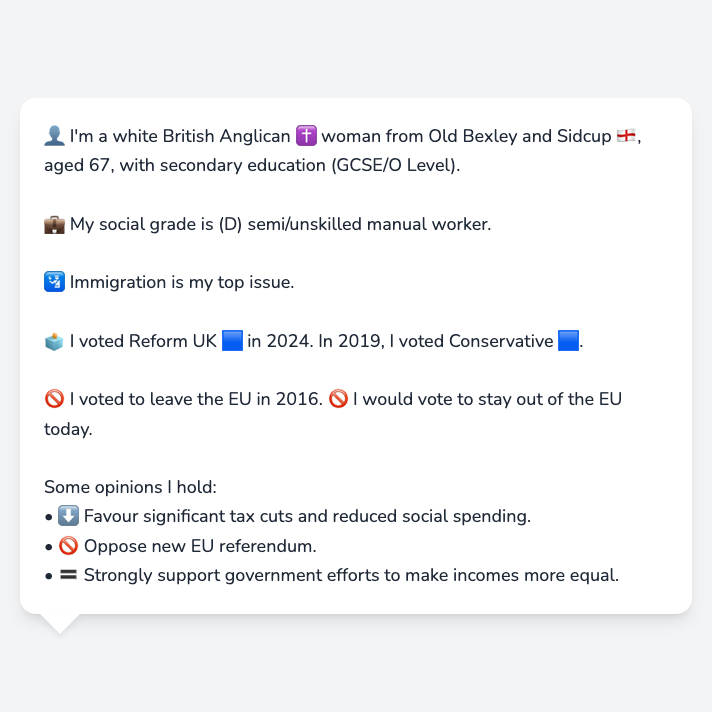 👤 I'm a white British Anglican ✝️ woman from Old Bexley and Sidcup 🏴󠁧󠁢󠁥󠁮󠁧󠁿,
aged 67, with secondary education (GCSE/O Level).
💼 My social grade is (D) semi/unskilled manual worker.
🛂 Immigration is my top issue.
🗳️ I voted Reform UK 🟦 in 2024. In 2019, I voted Conservative 🟦.
🚫 I voted to leave the EU in 2016. 🚫 I would vote to stay out of the EU
today.
Some opinions I hold:
• ⬇️ Favour significant tax cuts and reduced social spending.
• 🚫 Oppose new EU referendum.
• 🟰 Strongly support government efforts to make incomes more equal.